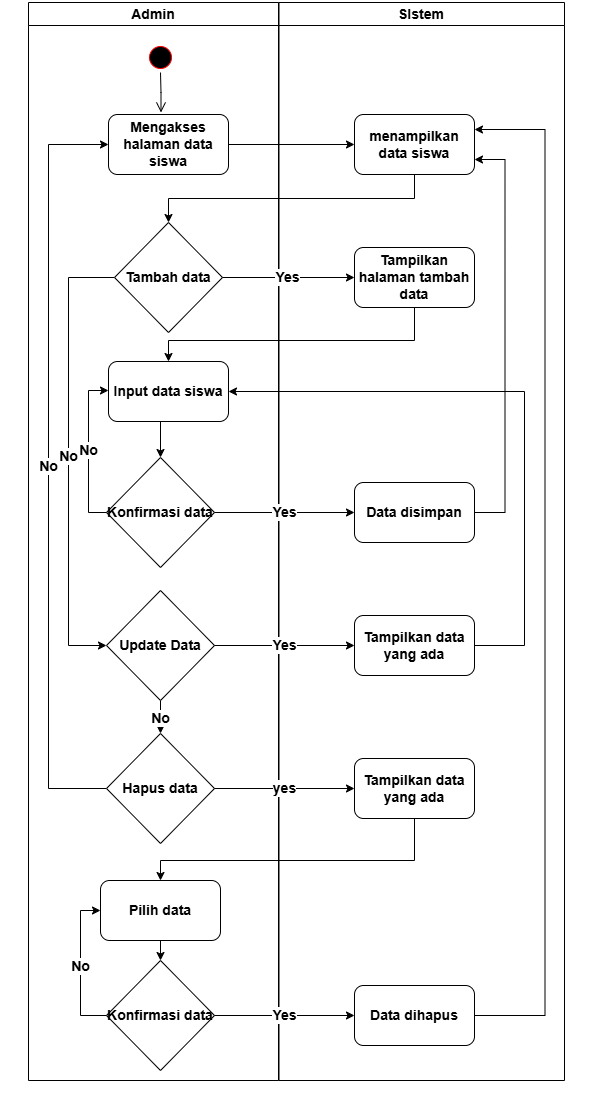 Admin
SIstem
Mengakses
halaman data
siswa
menampilkan
data siswa
Tambah data
Yes
Tampilkan
halaman tambah
data
Input data siswa
No
No
No
Konfirmasi data
Yes
Data disimpan
Update Data
Yes
Tampilkan data
yang ada
No
Hapus data
yes
Tampilkan data
yang ada
Pilih data
No
Konfirmasi data
Yes
Data dihapus